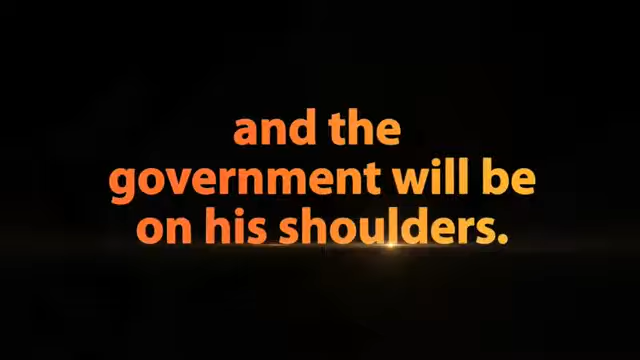 and the
government will be
on his shoulders.